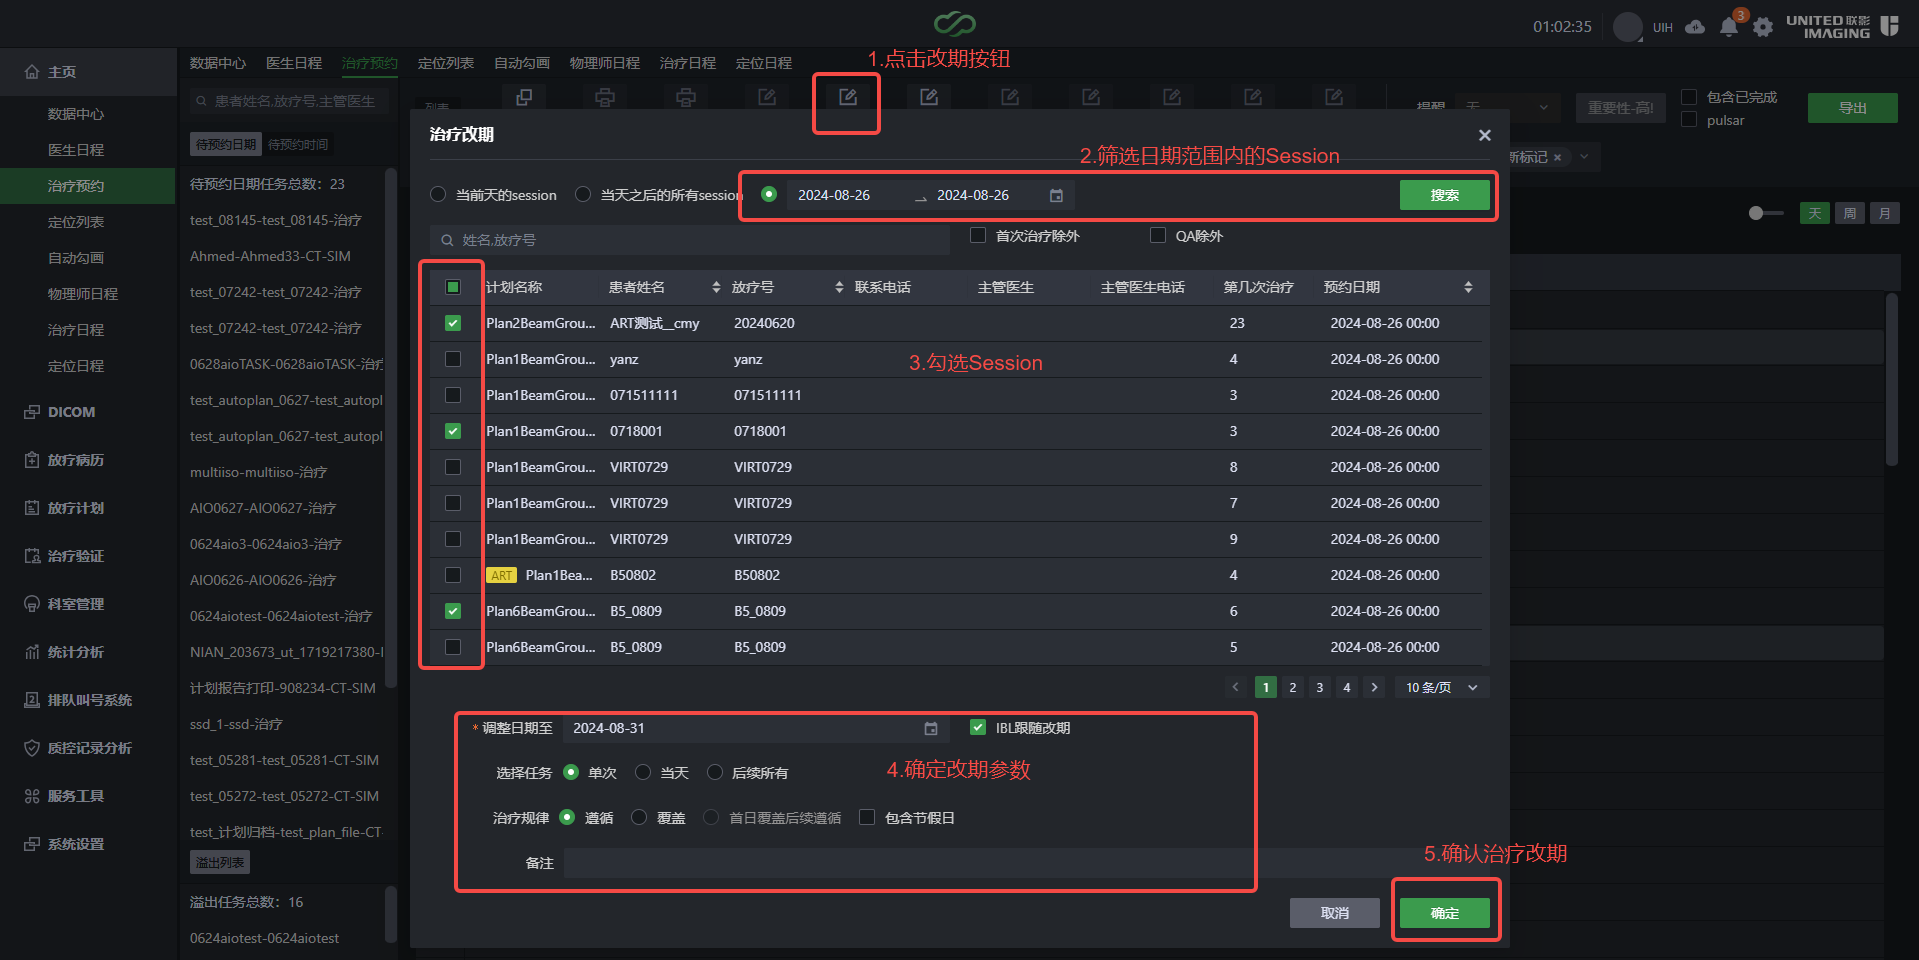 01:02:35
UIH
3
UNITED 联影
IMAGING
主页
数据中心
医生日程
治疗预约
定位列表
自动勾画
物理师日程
治疗日程
定位日程
1.点击改期按钮
患者姓名,放疗号,主管医生
列表
提醒
无
重要性-高!
包含已完成
pulsar
导出
数据中心
医生日程
治疗预约
定位列表
自动勾画
物理师日程
治疗日程
定位日程
DICOM
放疗病历
放疗计划
治疗验证
科室管理
统计分析
排队叫号系统
质控记录分析
服务工具
系统设置
待预约日期
待预约时间
待预约日期任务总数：23
test_08145-test_08145-治疗
Ahmed-Ahmed33-CT-SIM
test_07242-test_07242-治疗
test_07242-test_07242-治疗
0628aioTASK-0628aioTASK-治疗
test_autoplan_0627-test_autopl
test_autoplan_0627-test_autopl
multiiso-multiiso-治疗
AIO0627-AIO0627-治疗
0624aio3-0624aio3-治疗
AIO0626-AIO0626-治疗
0624aiotest-0624aiotest-治疗
NIAN_203673_ut_1719217380-I
计划报告打印-908234-CT-SIM
ssd_1-ssd-治疗
test_05281-test_05281-CT-SIM
test_05272-test_05272-CT-SIM
test_计划归档-test_plan_file-CT-
溢出列表
溢出任务总数：16
0624aiotest-0624aiotest
治疗改期
2.筛选日期范围内的Session
新标记
当前天的session
当天之后的所有session
2024-08-26
2024-08-26
搜索
天
周
月
姓名,放疗号
首次治疗除外
QA除外
计划名称 患者姓名 放疗号 联系电话 主管医生 主管医生电话 第几次治疗 预约日期
Plan2BeamGrou... ART测试__cmy 20240620 23 2024-08-26 00:00
Plan1BeamGrou... yanz yanz 4 2024-08-26 00:00
3.勾选Session
Plan1BeamGrou... 071511111 071511111 3 2024-08-26 00:00
Plan1BeamGrou... 0718001 0718001 3 2024-08-26 00:00
Plan1BeamGrou... VIRT0729 VIRT0729 8 2024-08-26 00:00
Plan1BeamGrou... VIRT0729 VIRT0729 7 2024-08-26 00:00
Plan1BeamGrou... VIRT0729 VIRT0729 9 2024-08-26 00:00
ART Plan1Bea... B50802 B50802 4 2024-08-26 00:00
Plan6BeamGrou... B5_0809 B5_0809 6 2024-08-26 00:00
Plan6BeamGrou... B5_0809 B5_0809 5 2024-08-26 00:00
1 2 3 4 10 条/页
* 调整日期至 2024-08-31 IBL跟随改期
选择任务 单次 当天 后续所有
4.确定改期参数
治疗规律 遵循 覆盖 首日覆盖后续遵循 包含节假日
备注
5.确认治疗改期
取消
确定